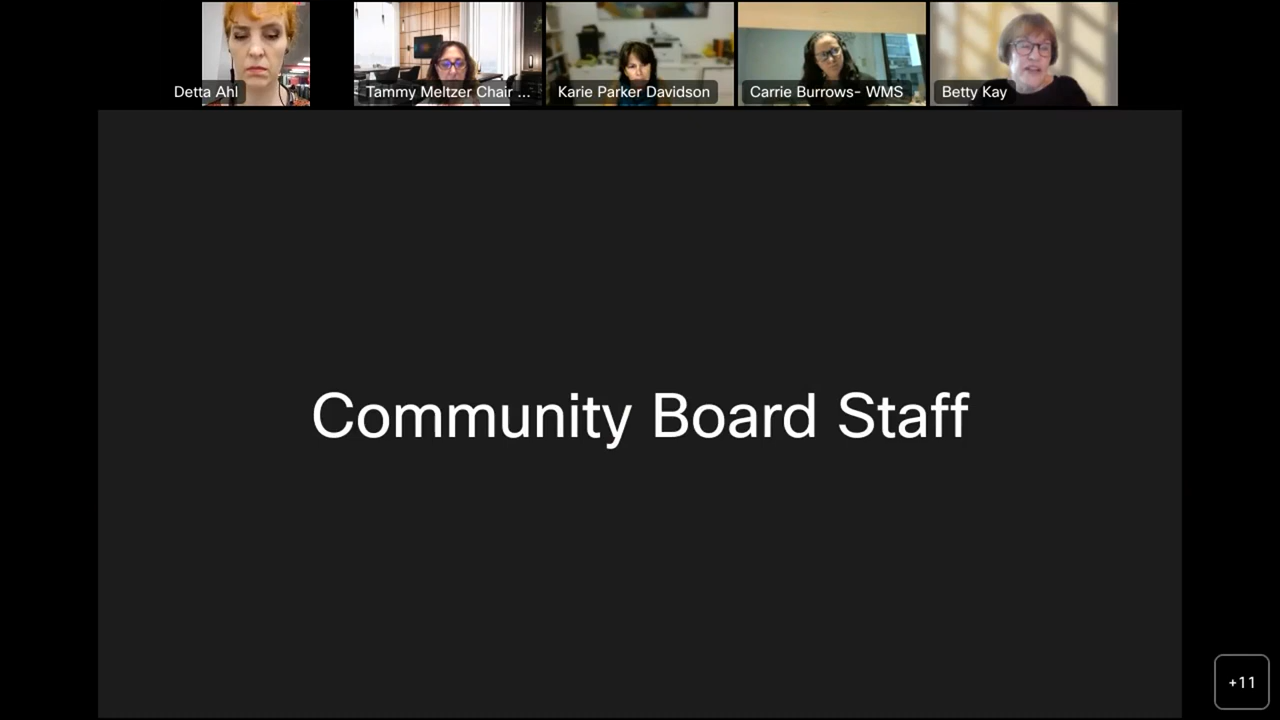 Detta Ahl
Tammy Meltzer Chair ...
Karie Parker Davidson
Carrie Burrows- WMS
Betty Kay
Community Board Staff
+11